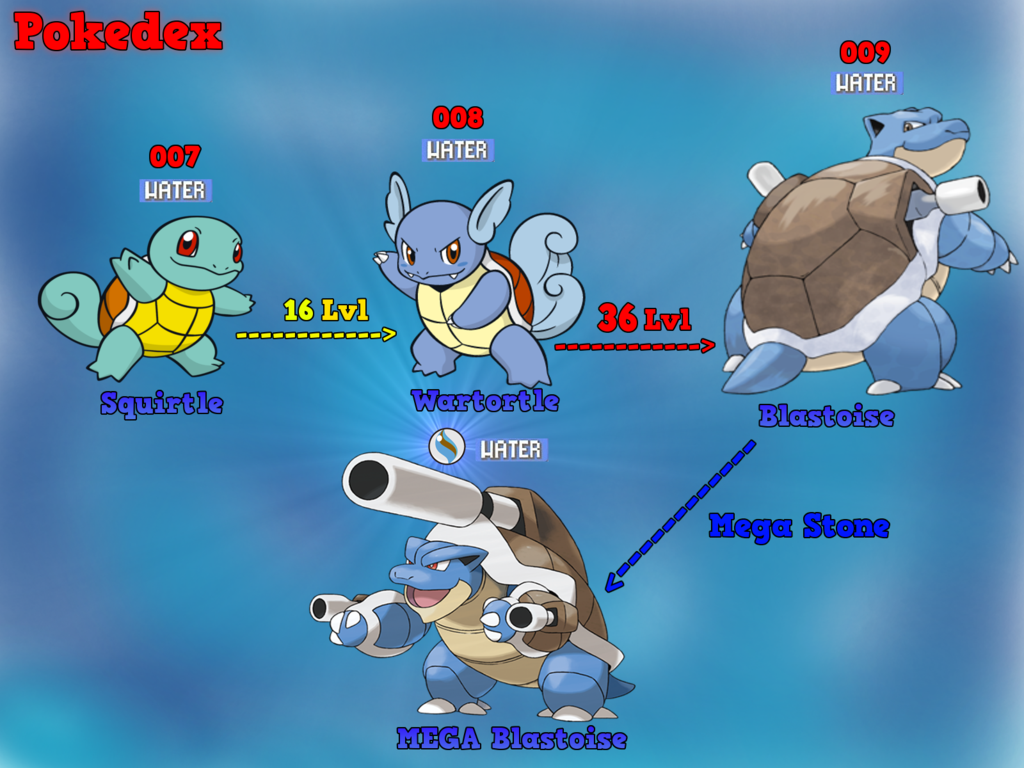 Pokedex
009
WATER
008
WATER
007
WATER
16 Lvl
36 Lvl
Squirtle
Wartortle
Blastoise
WATER
Mega Stone
MEGA Blastoise